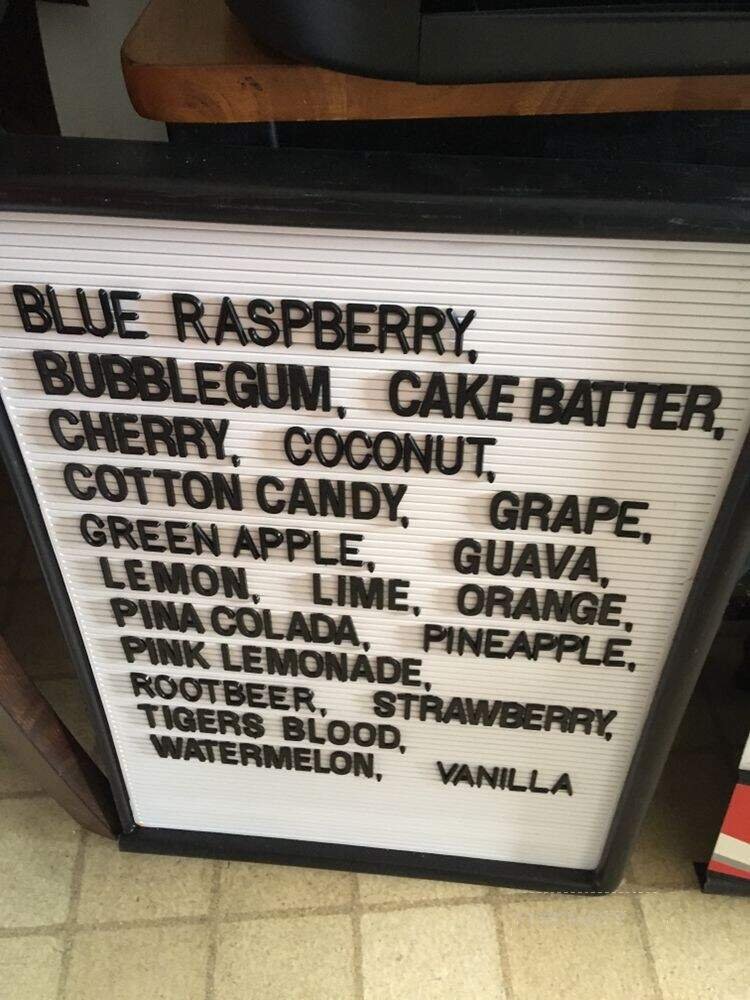 BLUE RASPBERRY,
BUBBLEGUM, CAKE BATTER,
CHERRY, COCONUT,
COTTON CANDY, GRAPE,
GREEN APPLE, GUAVA,
LEMON, LIME, ORANGE,
PINA COLADA, PINEAPPLE,
PINK LEMONADE,
ROOTBEER, STRAWBERRY,
TIGERS BLOOD,
WATERMELON, VANILLA